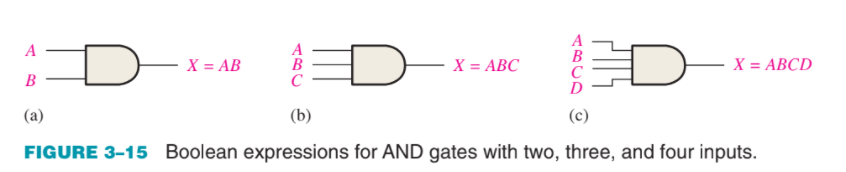 A
B
X = AB
(a)
A
B
C
X = ABC
(b)
A
B
C
D
X = ABCD
(c)
FIGURE 3–15 Boolean expressions for AND gates with two, three, and four inputs.